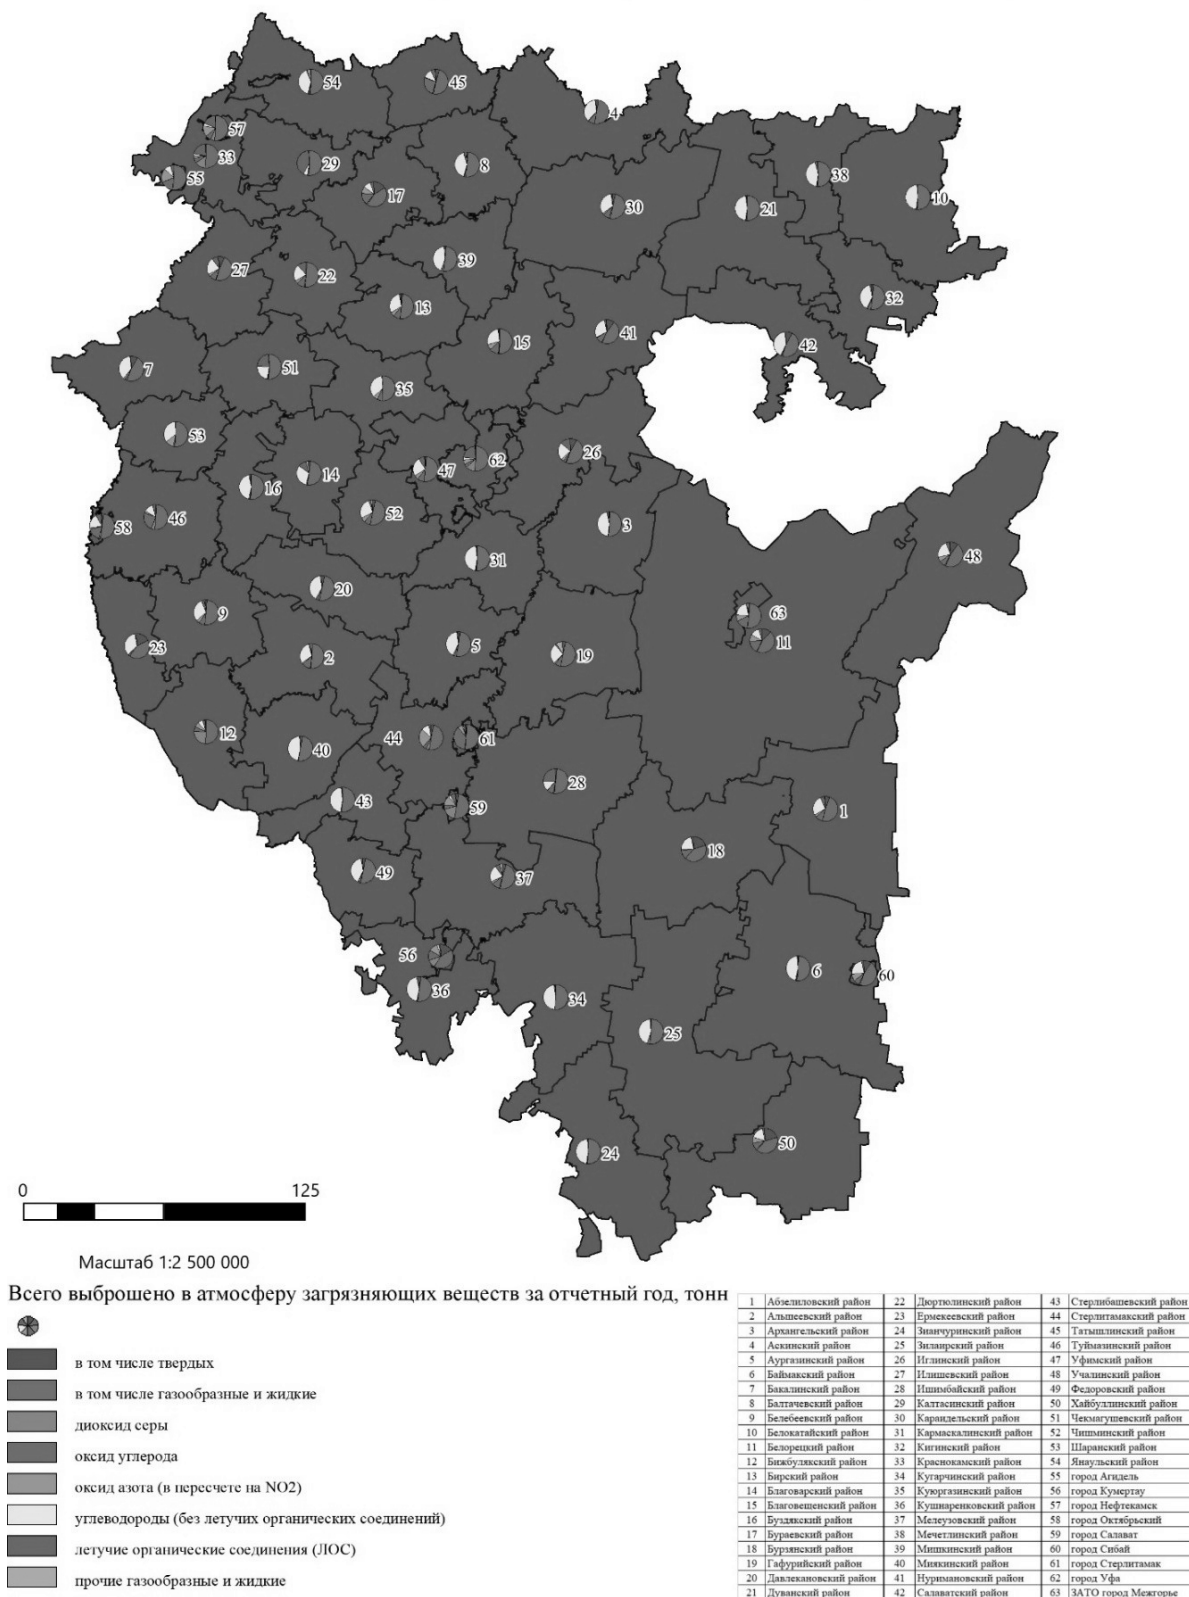 54
45
4
57
33
29
8
38
55
17
10
30
21
27
22
39
32
13
15
41
42
7
51
35
53
26
47
62
14
16
58
46
52
3
48
31
20
9
63
11
23
5
2
19
12
40
44
61
28
43
59
1
49
37
18
56
36
6
60
34
25
24
50
0 125
Масштаб 1:2 500 000
Всего выброшено в атмосферу загрязняющих веществ за отчетный год, тонн
в том числе твердых
в том числе газообразные и жидкие
диоксид серы
оксид углерода
оксид азота (в пересчете на NO2)
углеводороды (без летучих органических соединений)
летучие органические соединения (ЛОС)
прочие газообразные и жидкие
1 Абзелиловский район 22 Дюртюлинский район 43 Стерлибашевский район
2 Альшеевский район 23 Ермекеевский район 44 Стерлитамакский район
3 Архангельский район 24 Зианчуринский район 45 Татышлинский район
4 Аскинский район 25 Зилаирский район 46 Туймазинский район
5 Аургазинский район 26 Иглинский район 47 Уфимский район
6 Баймакский район 27 Илишевский район 48 Учалинский район
7 Бакалинский район 28 Ишимбайский район 49 Федоровский район
8 Балтачевский район 29 Калтасинский район 50 Хайбуллинский район
9 Белебеевский район 30 Караидельский район 51 Чекмагушевский район
10 Белокатайский район 31 Кармаскалинский район 52 Чишминский район
11 Белорецкий район 32 Кигинский район 53 Шаранский район
12 Бижбулякский район 33 Краснокамский район 54 Янаульский район
13 Бирский район 34 Кугарчинский район 55 город Агидель
14 Благоварский район 35 Куюргазинский район 56 город Кумертау
15 Благовещенский район 36 Кушнаренковский район 57 город Нефтекамск
16 Буздякский район 37 Мелеузовский район 58 город Октябрьский
17 Бураевский район 38 Мечетлинский район 59 город Салават
18 Бурзянский район 39 Мишкинский район 60 город Сибай
19 Гафурийский район 40 Миякинский район 61 город Стерлитамак
20 Давлекановский район 41 Нуримановский район 62 город Уфа
21 Дуванский район 42 Салаватский район 63 ЗАТО город Межгорье